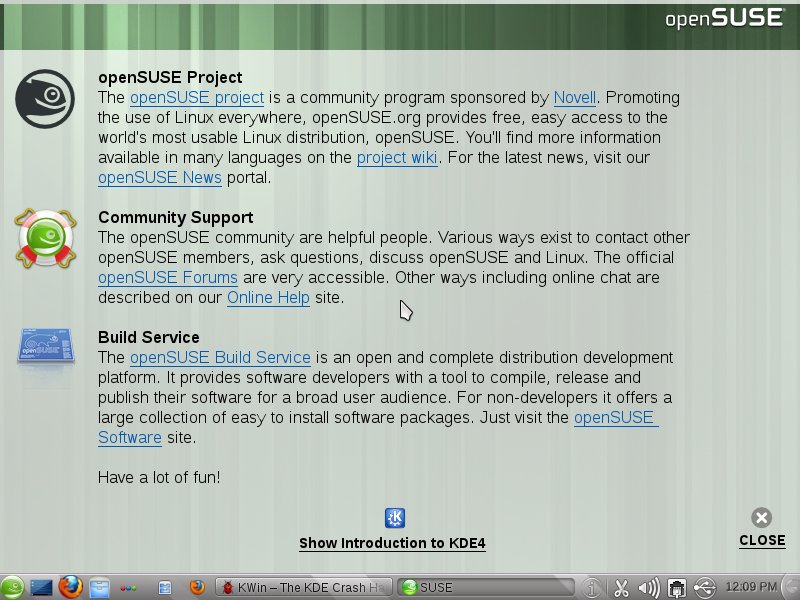 openSUSE
openSUSE Project
The openSUSE project is a community program sponsored by Novell. Promoting
the use of Linux everywhere, openSUSE.org provides free, easy access to the
world's most usable Linux distribution, openSUSE. You'll find more information
available in many languages on the project wiki. For the latest news, visit our
openSUSE News portal.
Community Support
The openSUSE community are helpful people. Various ways exist to contact other
openSUSE members, ask questions, discuss openSUSE and Linux. The official
openSUSE Forums are very accessible. Other ways including online chat are
described on our Online Help site.
openSUSE
Build Service
The openSUSE Build Service is an open and complete distribution development
platform. It provides software developers with a tool to compile, release and
publish their software for a broad user audience. For non-developers it offers a
large collection of easy to install software packages. Just visit the openSUSE
Software site.
Have a lot of fun!
Show Introduction to KDE4
CLOSE
KWin – The KDE Crash Ha
SUSE
12:09 PM